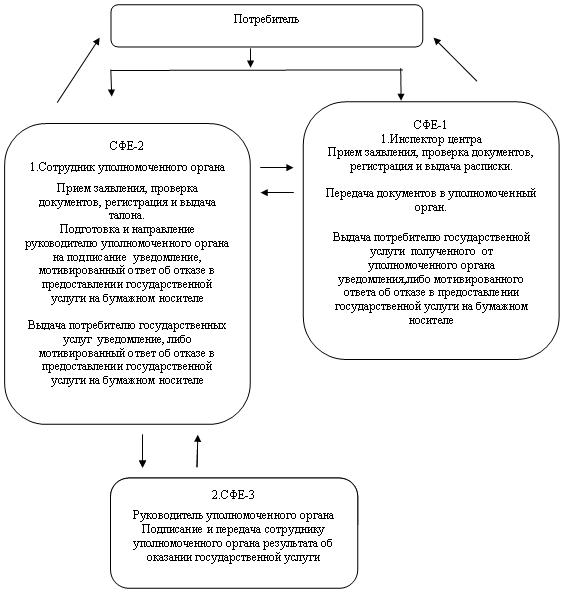 Потребитель
СФЕ-2
1.Сотрудник уполномоченного органа
Прием заявления, проверка
документов, регистрация и выдача
талона.
Подготовка и направление
руководителю уполномоченного органа
на подписание уведомление,
мотивированный ответ об отказе в
предоставлении государственной
услуги на бумажном носителе
Выдача потребителю государственных
услуг уведомление, либо
мотивированный ответ об отказе в
предоставлении государственной
услуги на бумажном носителе
СФЕ-1
1.Инспектор центра
Прием заявления, проверка документов,
регистрация и выдача расписки.
Передача документов в уполномоченный
орган.
Выдача потребителю государственной
услуги полученного от
уполномоченного органа
уведомления,либо мотивированного
ответа об отказе в предоставлении
государственной услуги на бумажном
носителе
2.СФЕ-3
Руководитель уполномоченного органа
Подписание и передача сотруднику
уполномоченного органа результата об
оказании государственной услуги